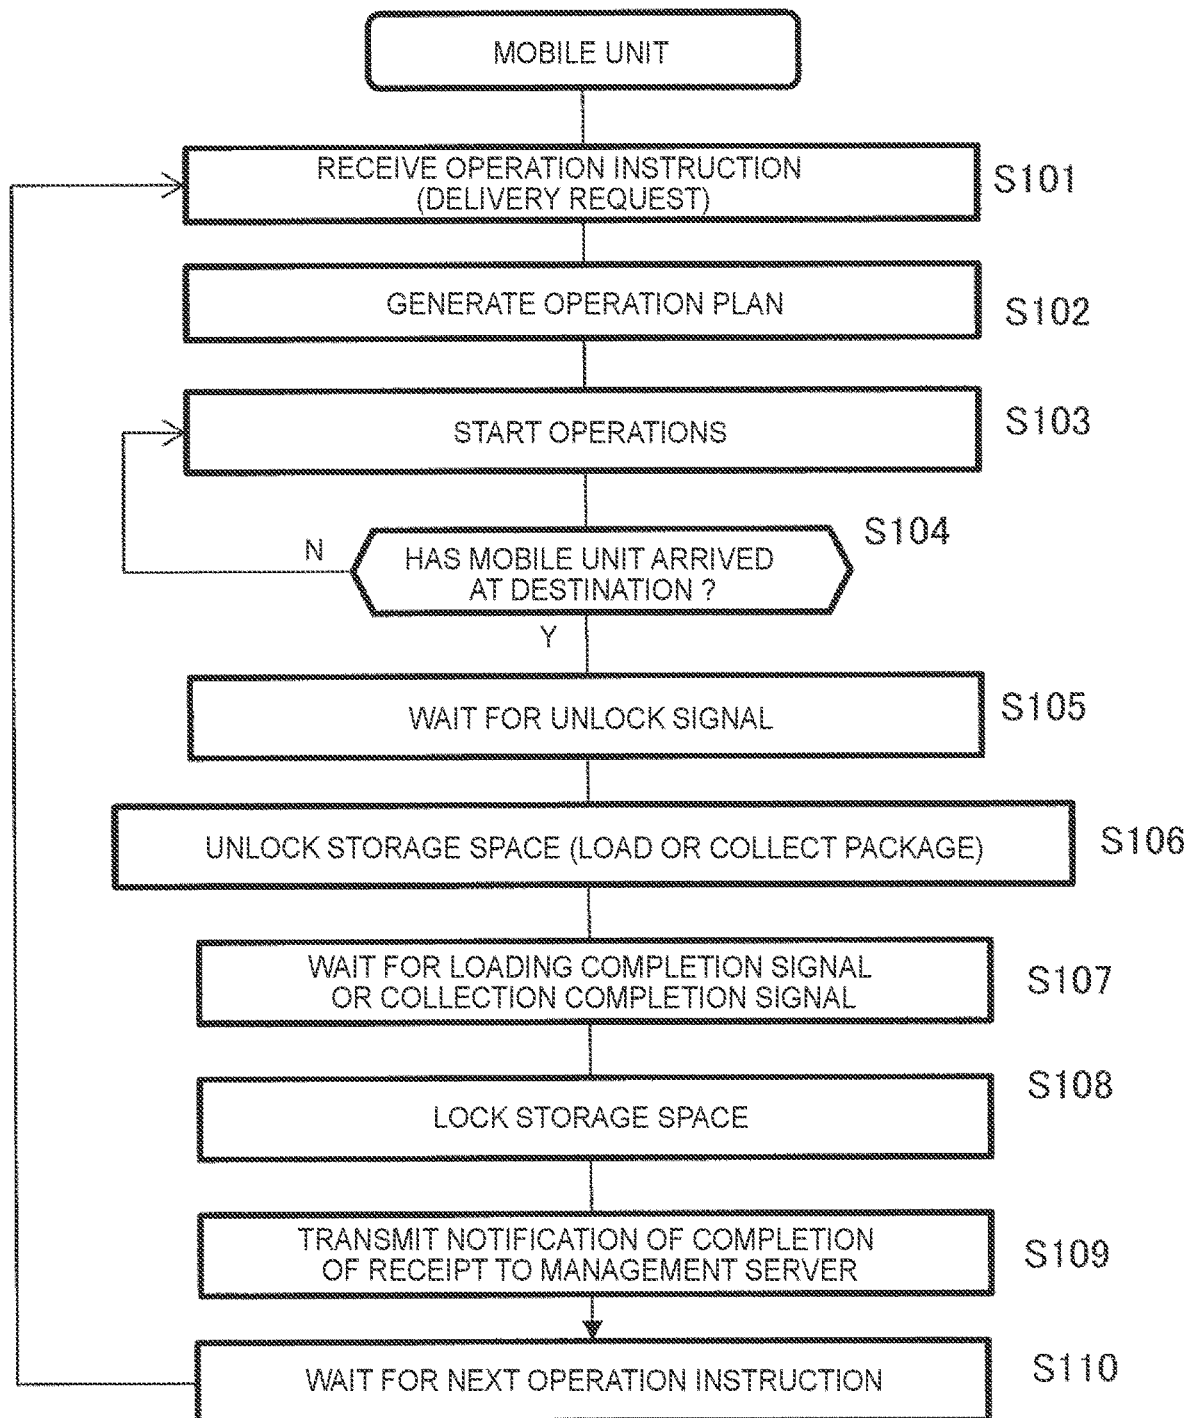 MOBILE UNIT
RECEIVE OPERATION INSTRUCTION
(DELIVERY REQUEST)
S101
GENERATE OPERATION PLAN
S102
START OPERATIONS
S103
HAS MOBILE UNIT ARRIVED
AT DESTINATION ?
S104
N
Y
WAIT FOR UNLOCK SIGNAL
S105
UNLOCK STORAGE SPACE (LOAD OR COLLECT PACKAGE)
S106
WAIT FOR LOADING COMPLETION SIGNAL
OR COLLECTION COMPLETION SIGNAL
S107
LOCK STORAGE SPACE
S108
TRANSMIT NOTIFICATION OF COMPLETION
OF RECEIPT TO MANAGEMENT SERVER
S109
WAIT FOR NEXT OPERATION INSTRUCTION
S110